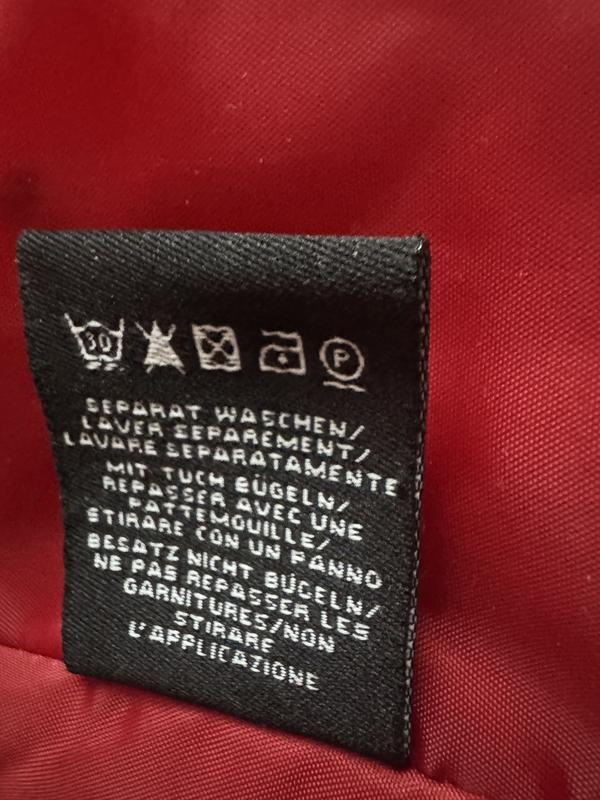 30 P
SEPARAT WASCHEN/
LAVER SEPAREMENT/
LAVARE SEPARATAMENTE
MIT TUCH BÜGELN/
REPASSER AVEC UNE
PATTEMOUILLE/
STIRARE CON UN PANNO
BESATZ NICHT BÜGELN/
NE PAS REPASSER LES
GARNITURES/NON
STIRARE
L'APPLICAZIONE